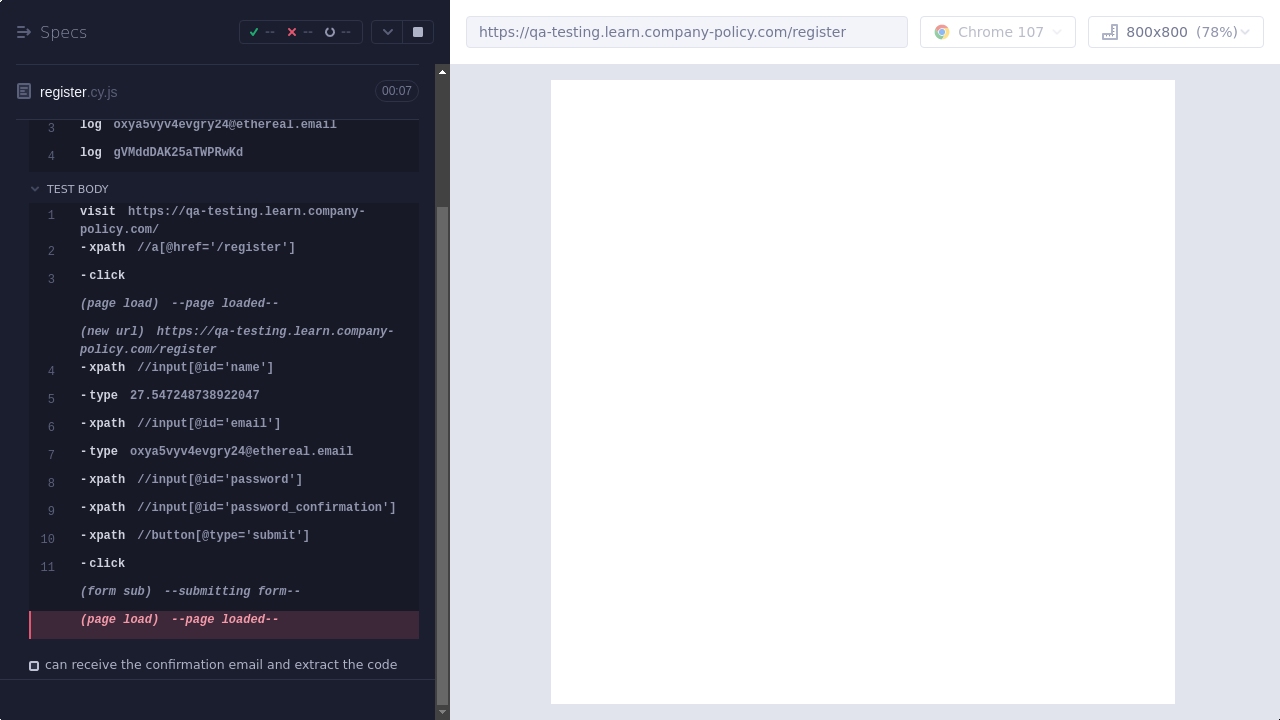 Specs
--
--
--
https://qa-testing.learn.company-policy.com/register
Chrome 107
800x800 (78%)
register.cy.js
00:07
3 log oxya5vyv4evgry24@ethereal.email
4 log gVMddDAK25aTWPRwKd
TEST BODY
1 visit https://qa-testing.learn.company-
policy.com/
2 -xpath //a[@href='/register']
3 -click
(page load) --page loaded--
(new url) https://qa-testing.learn.company-
policy.com/register
4 -xpath //input[@id='name']
5 -type 27.547248738922047
6 -xpath //input[@id='email']
7 -type oxya5vyv4evgry24@ethereal.email
8 -xpath //input[@id='password']
9 -xpath //input[@id='password_confirmation']
10 -xpath //button[@type='submit']
11 -click
(form sub) --submitting form--
(page load) --page loaded--
can receive the confirmation email and extract the code